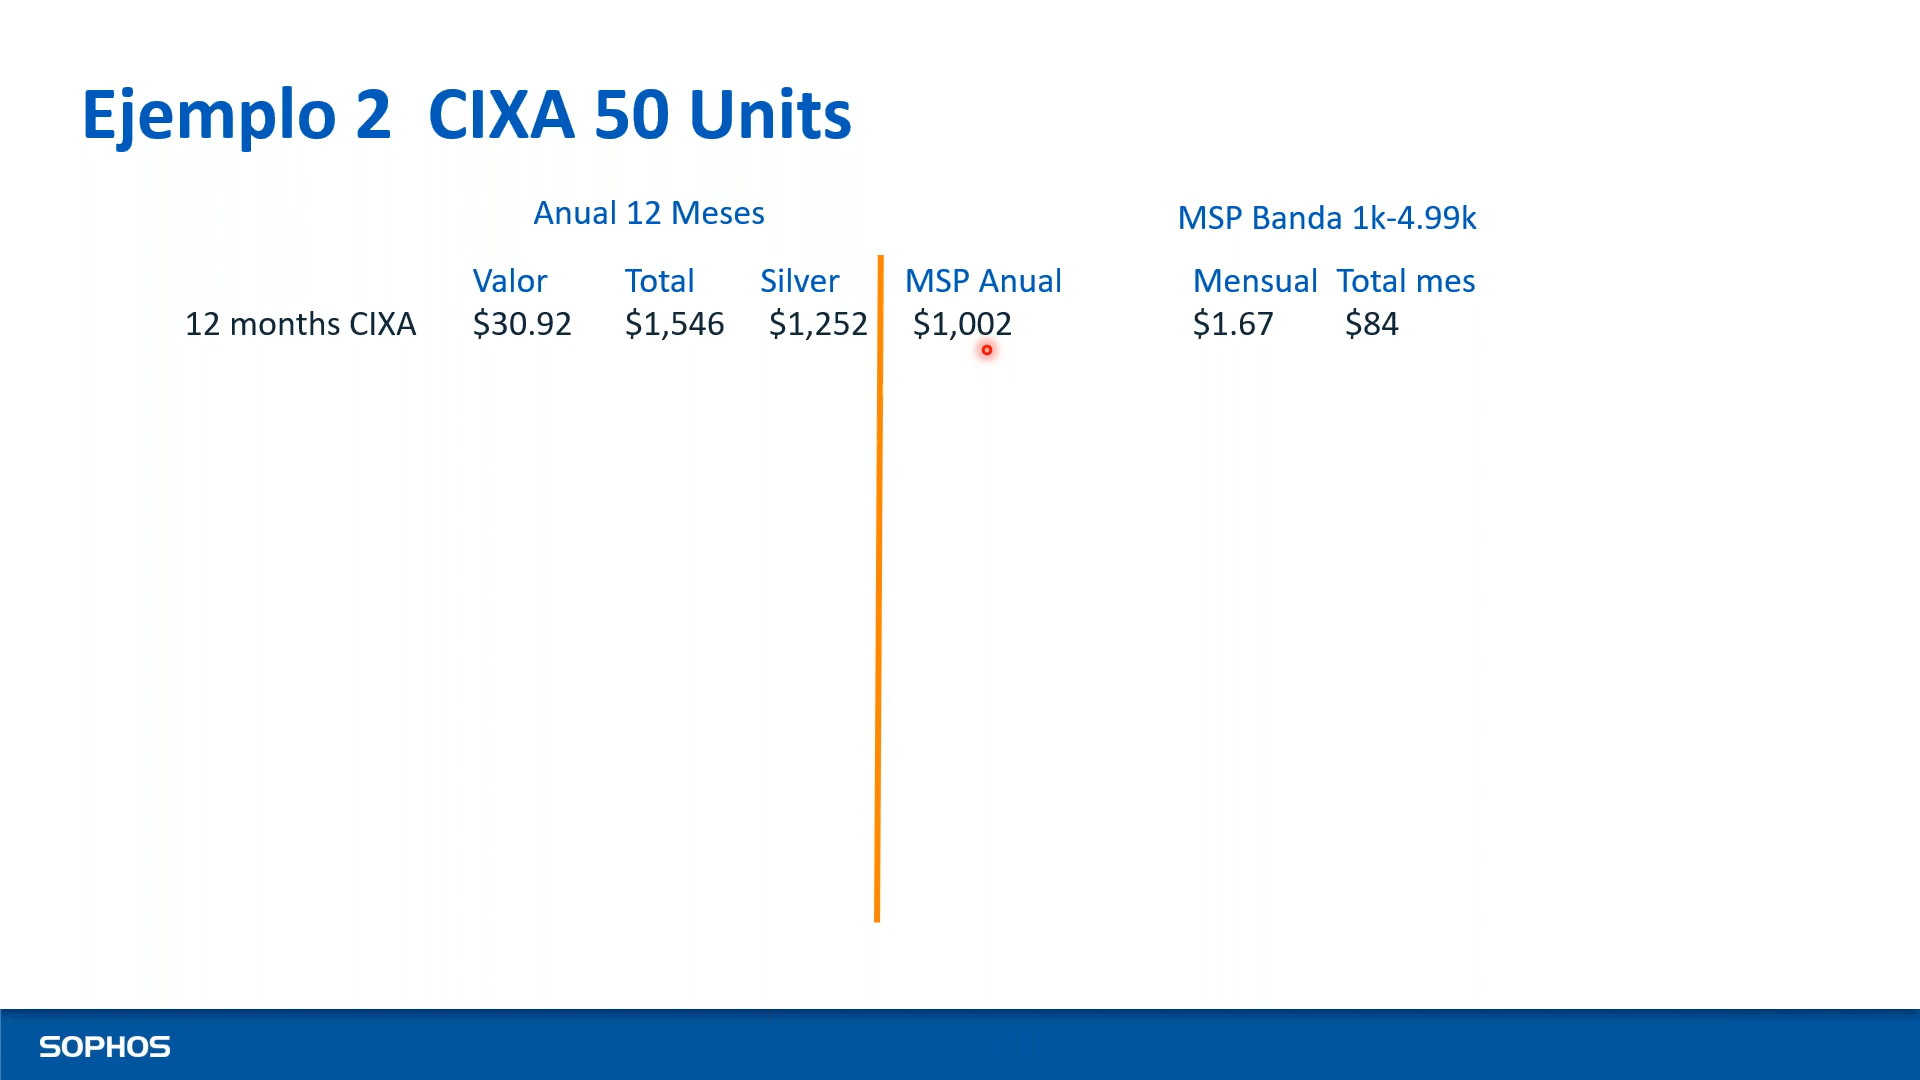 Ejemplo 2 CIXA 50 Units
Anual 12 Meses
MSP Banda 1k-4.99k
Valor Total Silver MSP Anual Mensual Total mes
12 months CIXA $30.92 $1,546 $1,252 $1,002 $1.67 $84
SOPHOS